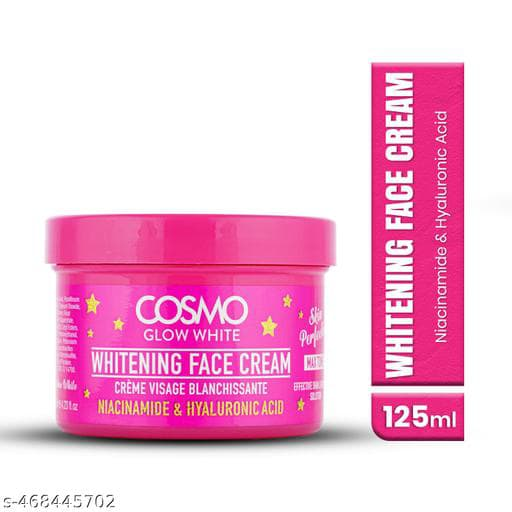 COSMO
GLOW WHITE
WHITENING FACE CREAM
CRÈME VISAGE BLANCHISSANTE
NIACINAMIDE & HYALURONIC ACID
Skin
WHITENING FACE CREAM
Niacinamide & Hyaluronic Acid
125ml
s-468445702